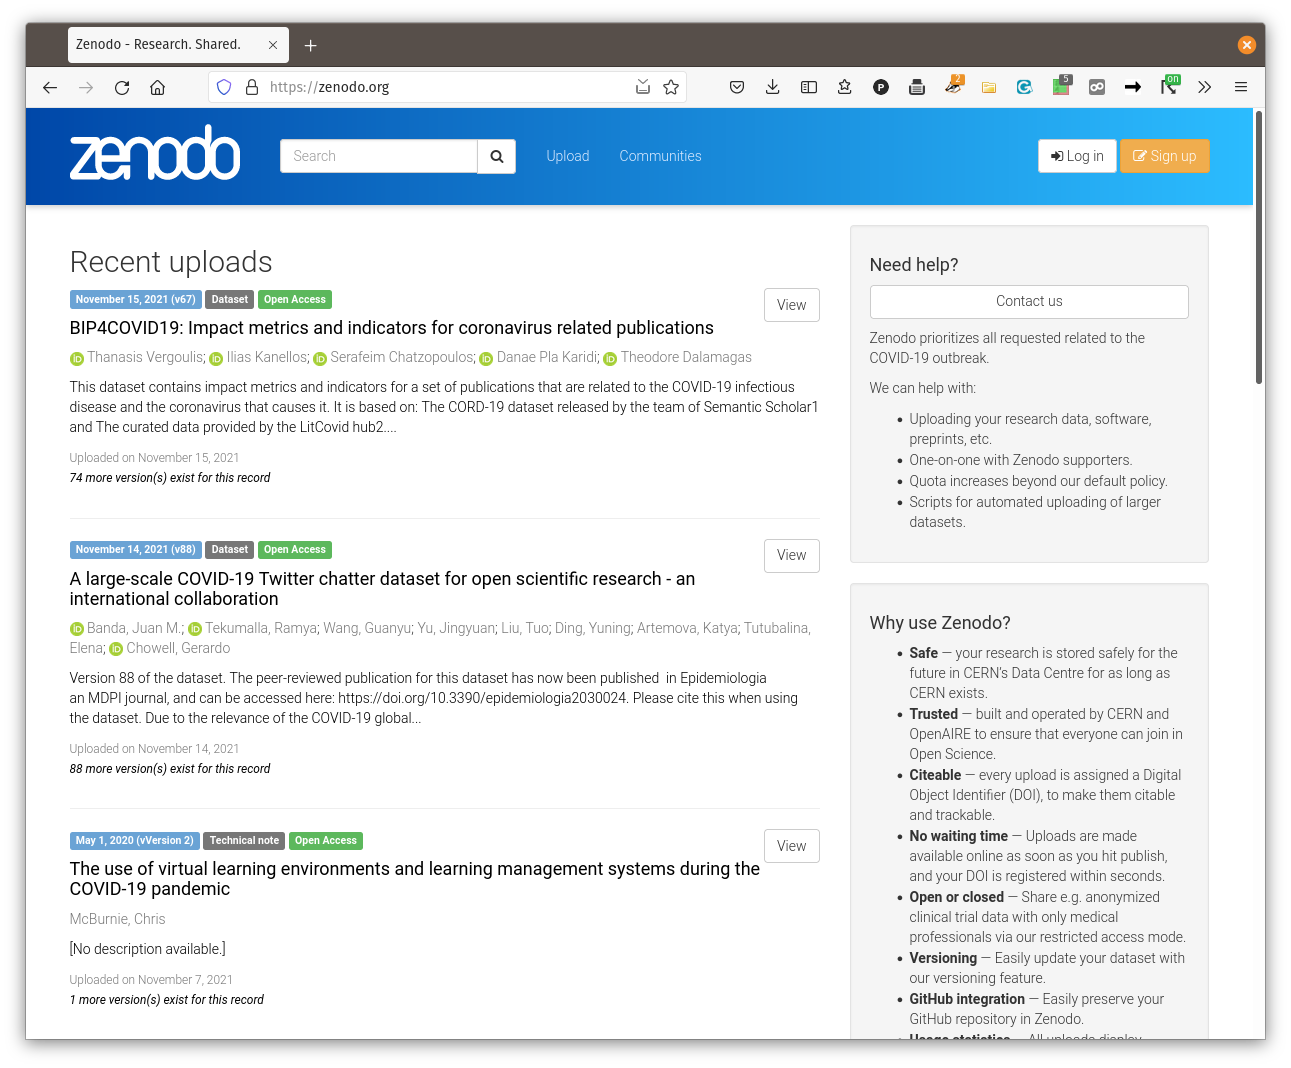 Zenodo - Research. Shared.
https://zenodo.org
2
5
on
zenodo
Search
Upload
Communities
Log in
Sign up
Recent uploads
November 15, 2021 (v67) Dataset Open Access
View
BIP4COVID19: Impact metrics and indicators for coronavirus related publications
Thanasis Vergoulis; Ilias Kanellos; Serafeim Chatzopoulos; Danae Pla Karidi; Theodore Dalamagas
This dataset contains impact metrics and indicators for a set of publications that are related to the COVID-19 infectious
disease and the coronavirus that causes it. It is based on: The CORD-19 dataset released by the team of Semantic Scholar1
and The curated data provided by the LitCovid hub2....
Uploaded on November 15, 2021
74 more version(s) exist for this record
November 14, 2021 (v88) Dataset Open Access
View
A large-scale COVID-19 Twitter chatter dataset for open scientific research - an
international collaboration
Banda, Juan M.; Tekumalla, Ramya; Wang, Guanyu; Yu, Jingyuan; Liu, Tuo; Ding, Yuning; Artemova, Katya; Tutubalina,
Elena; Chowell, Gerardo
Version 88 of the dataset. The peer-reviewed publication for this dataset has now been published  in Epidemiologia
an MDPI journal, and can be accessed here: https://doi.org/10.3390/epidemiologia2030024. Please cite this when using
the dataset. Due to the relevance of the COVID-19 global...
Uploaded on November 14, 2021
88 more version(s) exist for this record
May 1, 2020 (vVersion 2) Technical note Open Access
View
The use of virtual learning environments and learning management systems during the
COVID-19 pandemic
McBurnie, Chris
[No description available.]
Uploaded on November 7, 2021
1 more version(s) exist for this record
Need help?
Contact us
Zenodo prioritizes all requested related to the
COVID-19 outbreak.
We can help with:
• Uploading your research data, software,
preprints, etc.
• One-on-one with Zenodo supporters.
• Quota increases beyond our default policy.
• Scripts for automated uploading of larger
datasets.
Why use Zenodo?
• Safe — your research is stored safely for the
future in CERN's Data Centre for as long as
CERN exists.
• Trusted — built and operated by CERN and
OpenAIRE to ensure that everyone can join in
Open Science.
• Citeable — every upload is assigned a Digital
Object Identifier (DOI), to make them citable
and trackable.
• No waiting time — Uploads are made
available online as soon as you hit publish,
and your DOI is registered within seconds.
• Open or closed — Share e.g. anonymized
clinical trial data with only medical
professionals via our restricted access mode.
• Versioning — Easily update your dataset with
our versioning feature.
• GitHub integration — Easily preserve your
GitHub repository in Zenodo.
• Usage statistics — All uploads display